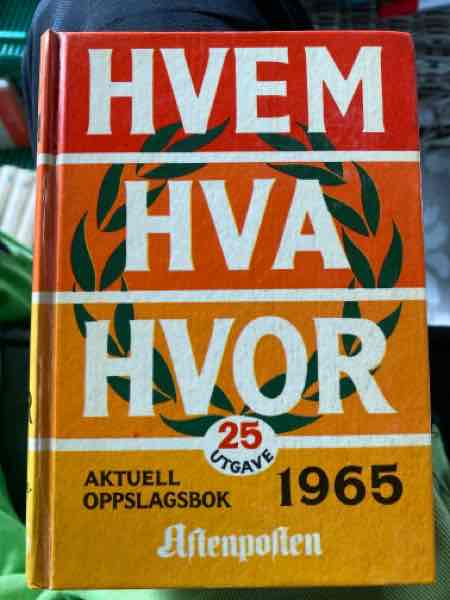 HVEM
HVA
HVOR
25
UTGAVE
AKTUELL
OPPSLAGSBOK
1965
Aftenposten